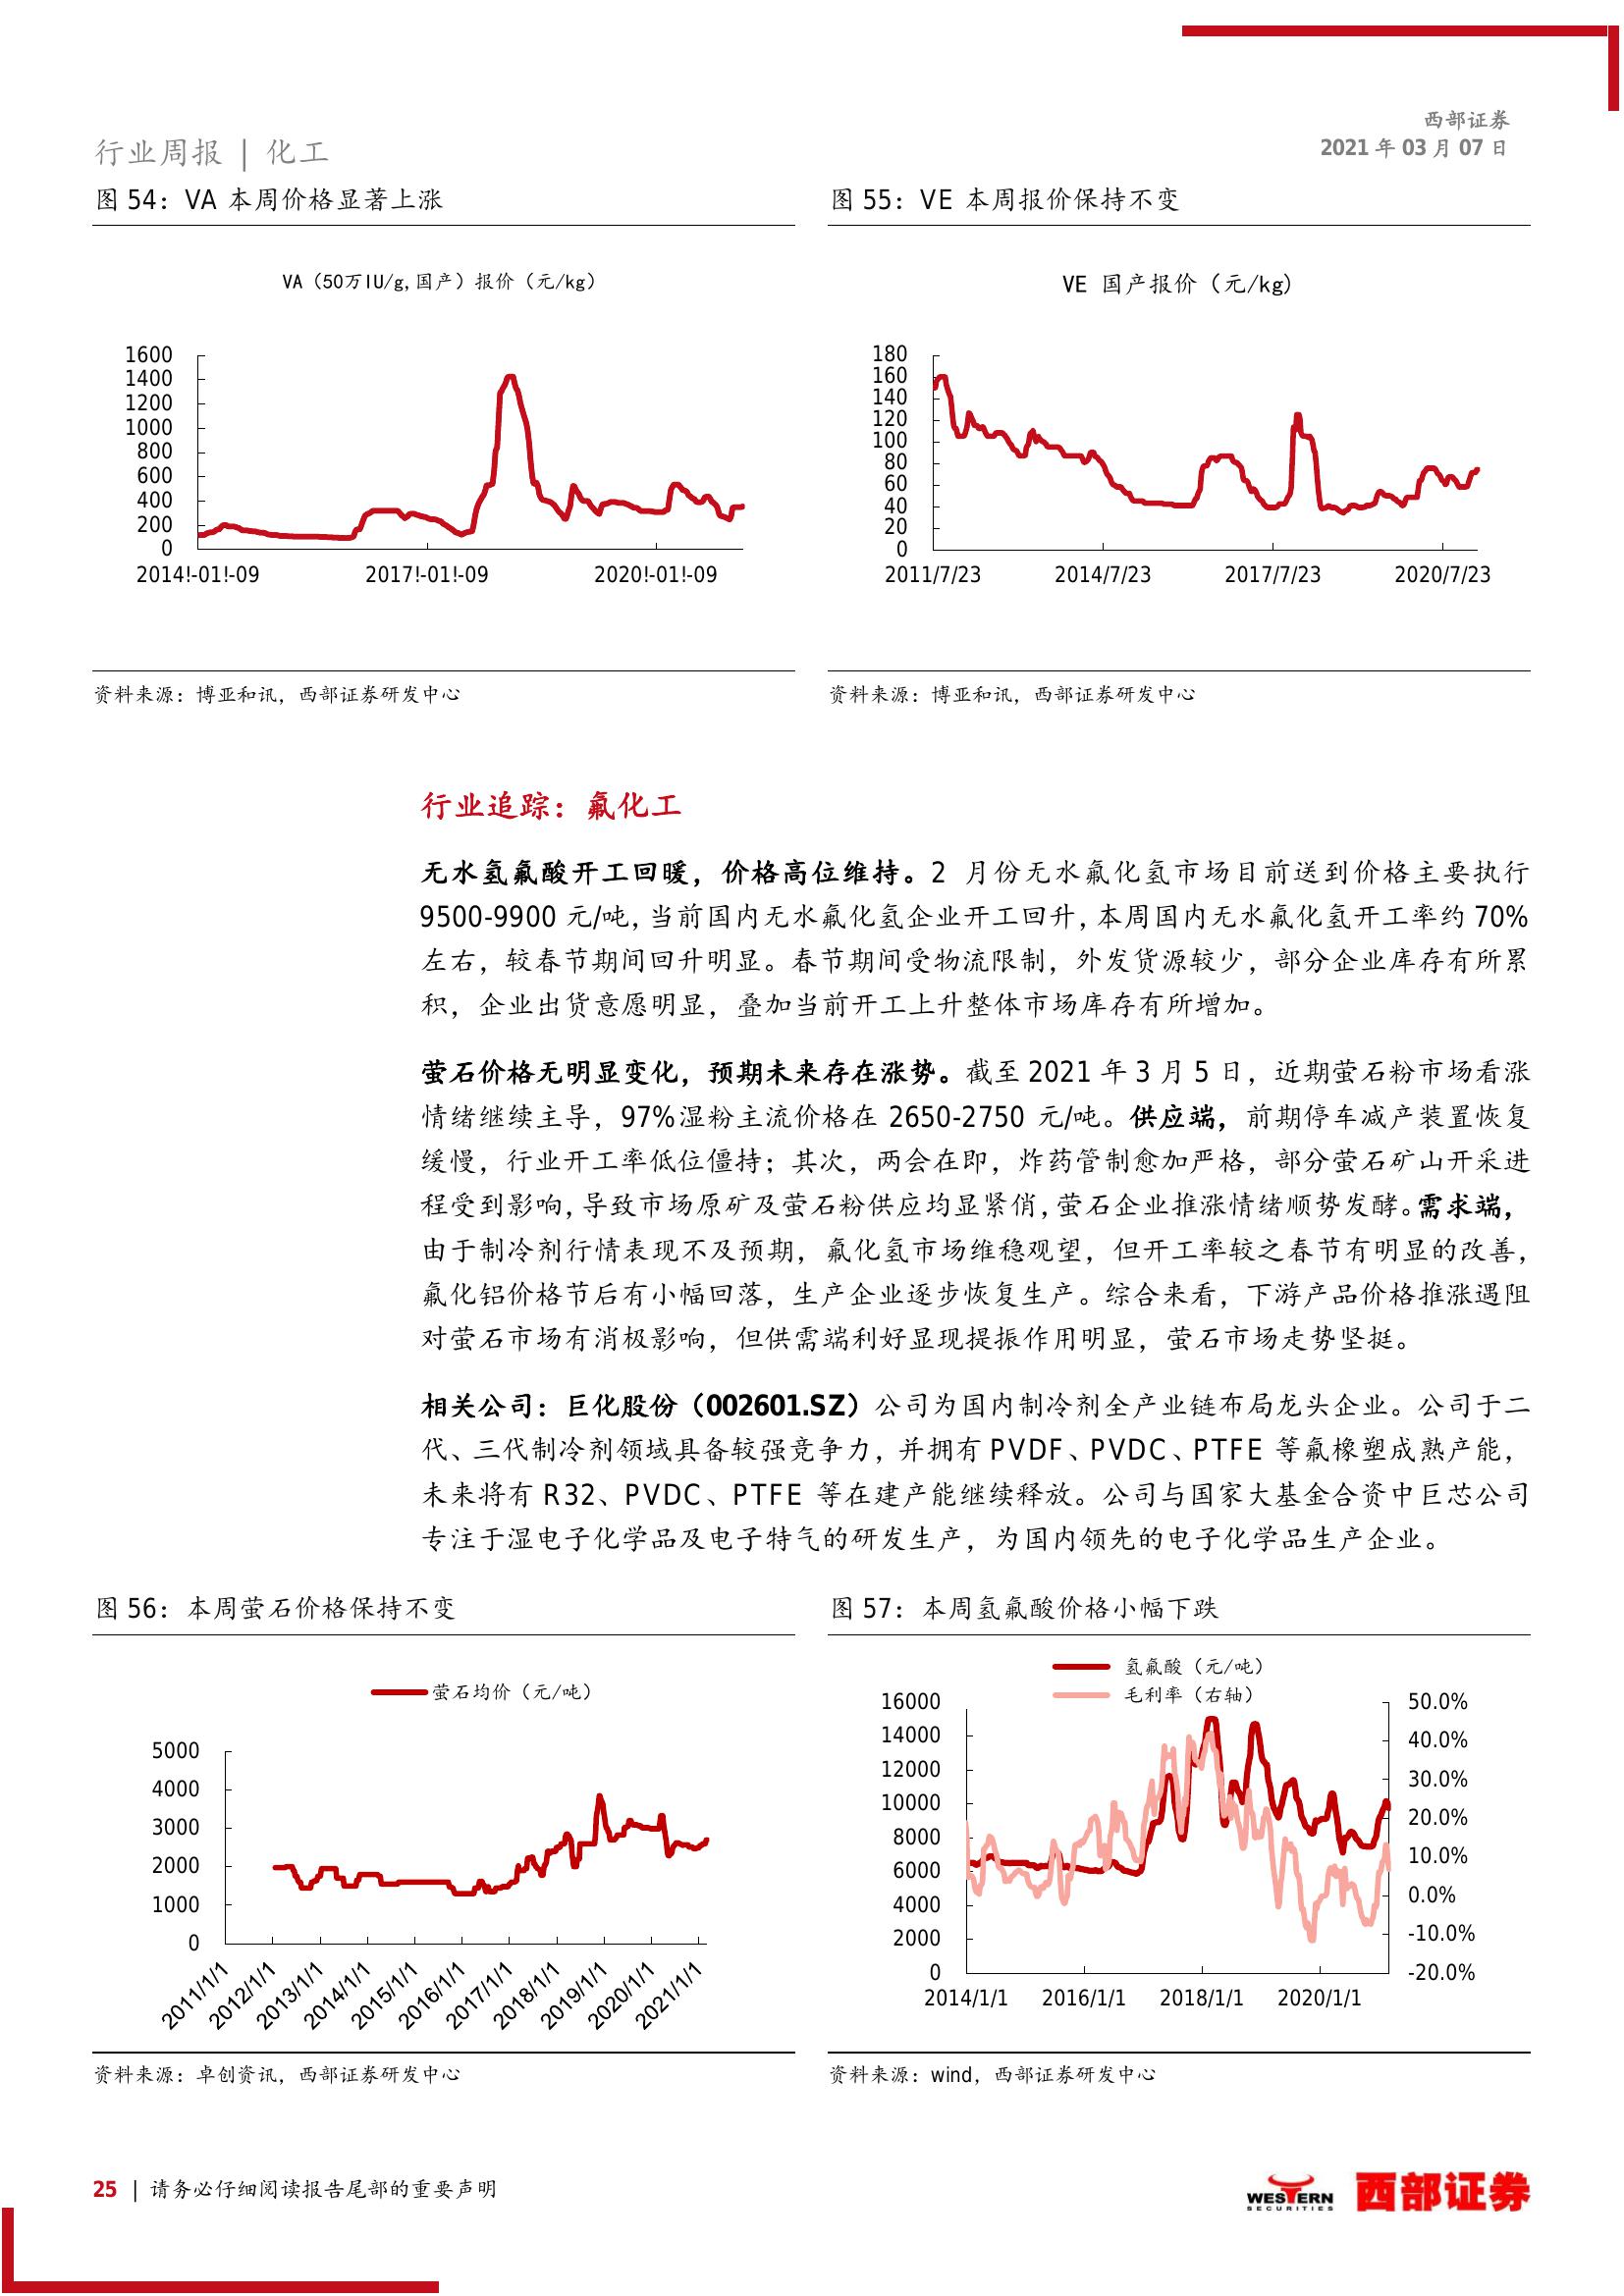 西部证券
2021 年 03 月 07 日
行业周报 | 化工
图 54：VA 本周价格显著上涨
VA（50万IU/g,国产）报价（元/kg）
1600
1400
1200
1000
800
600
400
200
0
2014!-01!-09 2017!-01!-09 2020!-01!-09
资料来源：博亚和讯，西部证券研发中心
图 55：VE 本周报价保持不变
VE 国产报价（元/kg)
180
160
140
120
100
80
60
40
20
0
2011/7/23 2014/7/23 2017/7/23 2020/7/23
资料来源：博亚和讯，西部证券研发中心
行业追踪：氟化工
无水氢氟酸开工回暖，价格高位维持。2 月份无水氟化氢市场目前送到价格主要执行
9500-9900 元/吨，当前国内无水氟化氢企业开工回升，本周国内无水氟化氢开工率约 70%
左右，较春节期间回升明显。春节期间受物流限制，外发货源较少，部分企业库存有所累
积，企业出货意愿明显，叠加当前开工上升整体市场库存有所增加。
萤石价格无明显变化，预期未来存在涨势。截至 2021 年 3 月 5 日，近期萤石粉市场看涨
情绪继续主导，97%湿粉主流价格在 2650-2750 元/吨。供应端，前期停车减产装置恢复
缓慢，行业开工率低位僵持；其次，两会在即，炸药管制愈加严格，部分萤石矿山开采进
程受到影响，导致市场原矿及萤石粉供应均显紧俏，萤石企业推涨情绪顺势发酵。需求端，
由于制冷剂行情表现不及预期，氟化氢市场维稳观望，但开工率较之春节有明显的改善，
氟化铝价格节后有小幅回落，生产企业逐步恢复生产。综合来看，下游产品价格推涨遇阻
对萤石市场有消极影响，但供需端利好显现提振作用明显，萤石市场走势坚挺。
相关公司：巨化股份（002601.SZ）公司为国内制冷剂全产业链布局龙头企业。公司于二
代、三代制冷剂领域具备较强竞争力，并拥有 PVDF、PVDC、PTFE 等氟橡塑成熟产能，
未来将有 R32、PVDC、PTFE 等在建产能继续释放。公司与国家大基金合资中巨芯公司
专注于湿电子化学品及电子特气的研发生产，为国内领先的电子化学品生产企业。
图 56：本周萤石价格保持不变
萤石均价（元/吨）
5000
4000
3000
2000
1000
0
2011/1/1 2012/1/1 2013/1/1 2014/1/1 2015/1/1 2016/1/1 2017/1/1 2018/1/1 2019/1/1 2020/1/1 2021/1/1
资料来源：卓创资讯，西部证券研发中心
图 57：本周氢氟酸价格小幅下跌
氢氟酸（元/吨）
毛利率（右轴）
16000
14000
12000
10000
8000
6000
4000
2000
0
50.0%
40.0%
30.0%
20.0%
10.0%
0.0%
-10.0%
-20.0%
2014/1/1 2016/1/1 2018/1/1 2020/1/1
资料来源：wind，西部证券研发中心
25 | 请务必仔细阅读报告尾部的重要声明
WESTERN
SECURITIES
西部证券